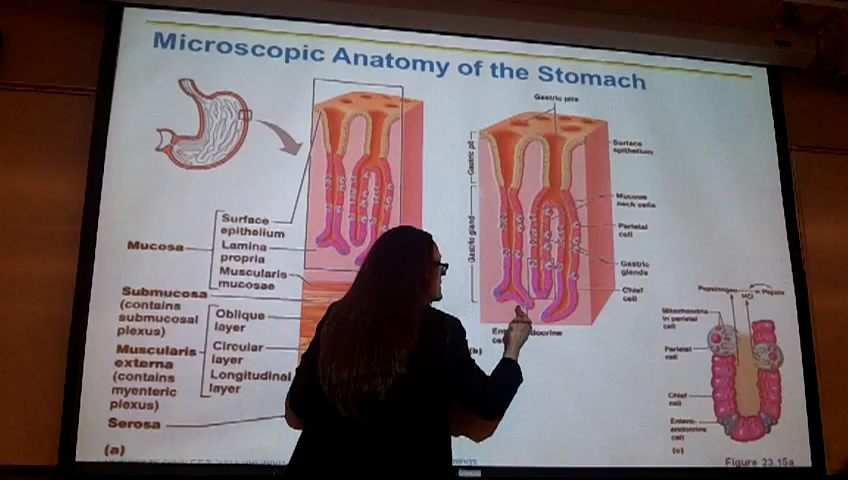 Microscopic Anatomy of the Stomach
Surface
epithelium
Mucosa
Lamina
propria
Muscularis
mucosae
Submucosa
(contains
submucosal
plexus)
Oblique
layer
Muscularis
externa
(contains
myenteric
plexus)
Circular
layer
Longitudinal
layer
Serosa
(a)
Gastric pits
Gastric pit
Gastric gland
Surface
epithelium
Mucous
neck cells
Parietal
cell
Gastric
glands
Chief
cell
(b)
Pepsinogen
HCl
Pepsin
Mitochondria
in parietal
cell
Parietal
cell
Chief
cell
Entero-
endocrine
cell
(c)
Figure 23.15a